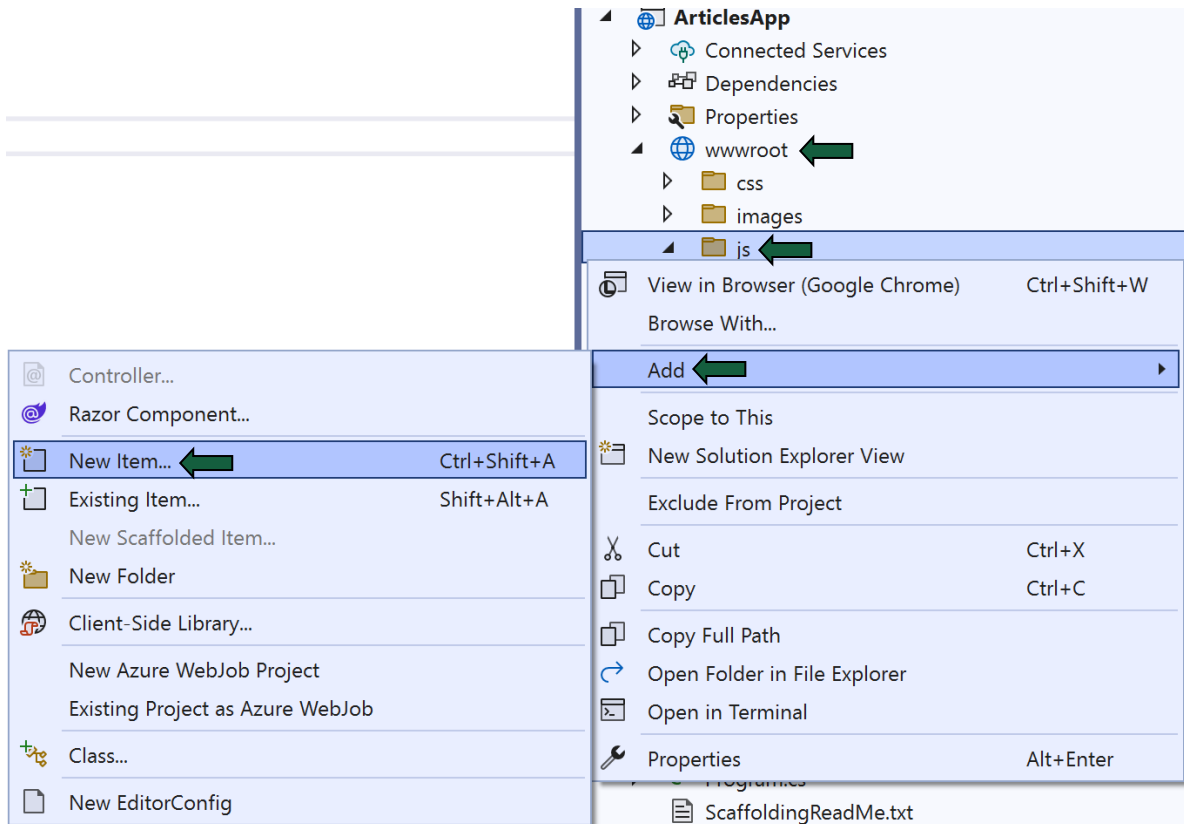 ArticlesApp
Connected Services
Dependencies
Properties
wwwroot
css
images
js
View in Browser (Google Chrome) Ctrl+Shift+W
Browse With...
Add
Scope to This
New Solution Explorer View
Exclude From Project
Cut Ctrl+X
Copy Ctrl+C
Copy Full Path
Open Folder in File Explorer
Open in Terminal
Properties Alt+Enter
Controller...
Razor Component...
New Item... Ctrl+Shift+A
Existing Item... Shift+Alt+A
New Scaffolded Item...
New Folder
Client-Side Library...
New Azure WebJob Project
Existing Project as Azure WebJob
Class...
New EditorConfig
Program.cs
ScaffoldingReadMe.txt